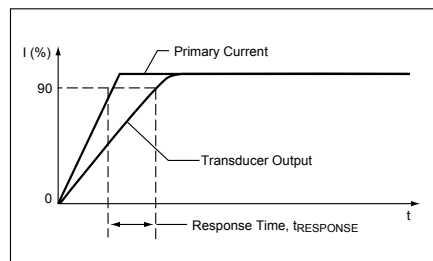 I (%)
Primary Current
90
Transducer Output
0
t
Response Time, tRESPONSE